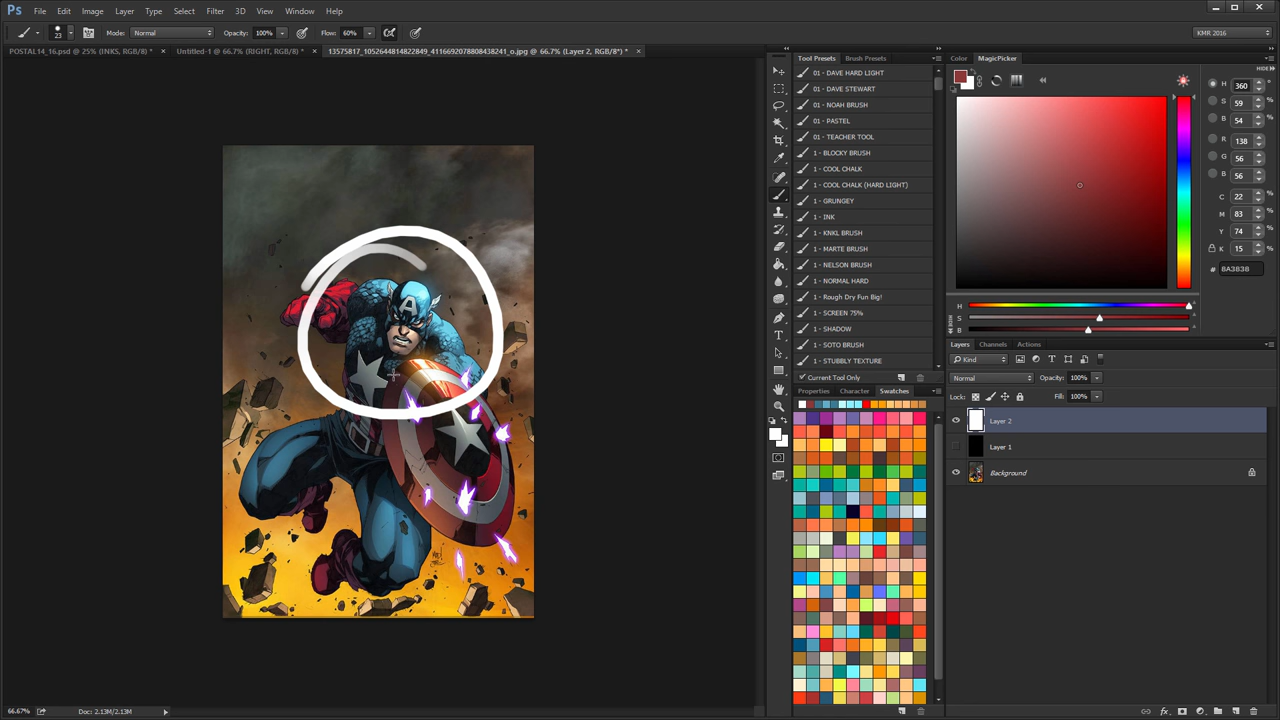 Ps File Edit Image Layer Type Select Filter 3D View Window Help
23 Mode: Normal Opacity: 100% Flow: 60% KMR 2016
POSTAL14_16.psd @ 25% (INKS, RGB/8) * × Untitled-1 @ 66.7% (RIGHT, RGB/8) * × 13575817_1052644814822849_4116692078808438241_o.jpg @ 66.7% (Layer 2, RGB/8*) * ×
Tool Presets Brush Presets
01 - DAVE HARD LIGHT
01 - DAVE STEWART
01 - NOAH BRUSH
01 - PASTEL
01 - TEACHER TOOL
1 - BLOCKY BRUSH
1 - COOL CHALK
1 - COOL CHALK (HARD LIGHT)
1 - GRUNGEY
1 - INK
1 - KNKL BRUSH
1 - MARTE BRUSH
1 - NELSON BRUSH
1 - NORMAL HARD
1 - Rough Dry Fun Big!
1 - SCREEN 75%
1 - SHADOW
1 - SOTO BRUSH
1 - STUBBLY TEXTURE
Current Tool Only
Properties Character Swatches
Color MagicPicker
HIDE
H 360 °
S 59 %
B 54 %
R 138
G 56
B 56
C 22 %
M 83 %
Y 74 %
K 15 %
# 8A3838
H
S
B
Layers Channels Actions
Kind
Normal Opacity: 100%
Lock: Fill: 100%
Layer 2
Layer 1
Background
A
66.67% Doc: 2.13M/2.13M